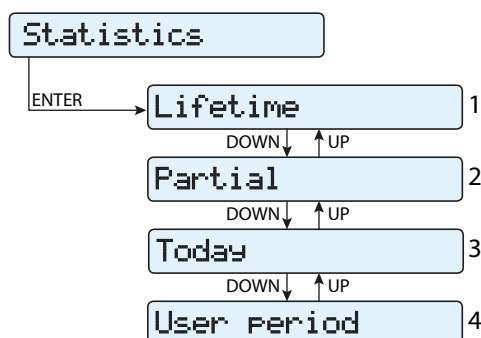 Statistics
ENTER
Lifetime 1
DOWN UP
Partial 2
DOWN UP
Today 3
DOWN UP
User period 4